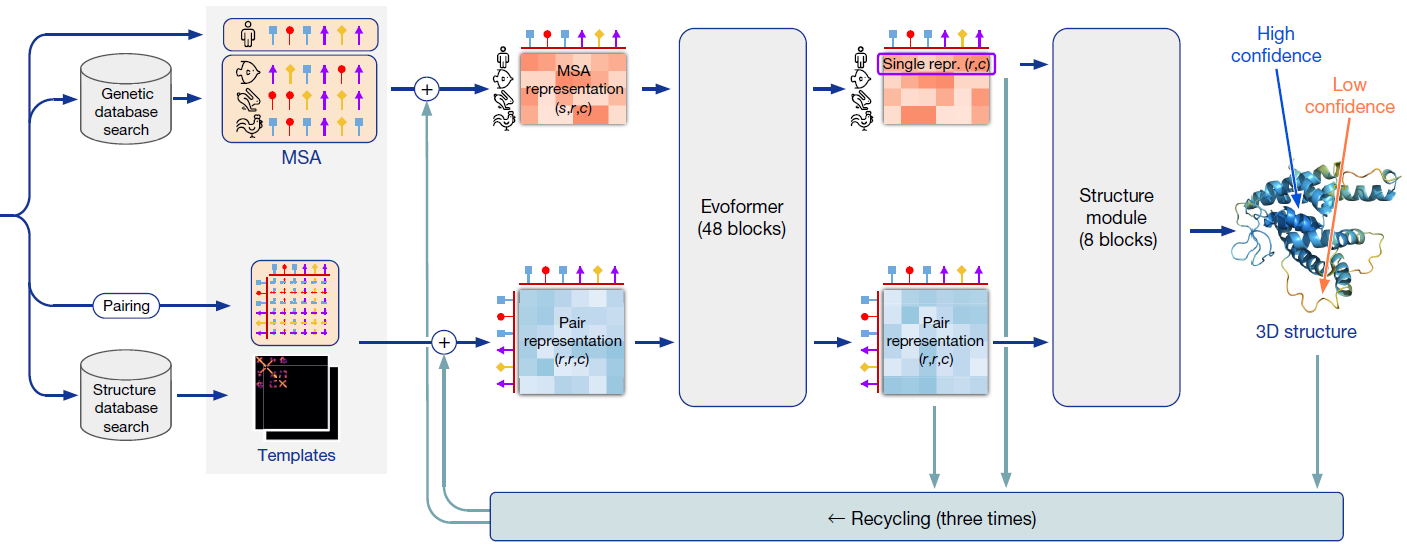 Genetic
database
search
MSA
Pairing
Structure
database
search
Templates
+
+
MSA
representation
(s,r,c)
Pair
representation
(r,r,c)
Evoformer
(48 blocks)
Single repr. (r,c)
Pair
representation
(r,r,c)
Structure
module
(8 blocks)
High
confidence
Low
confidence
3D structure
← Recycling (three times)